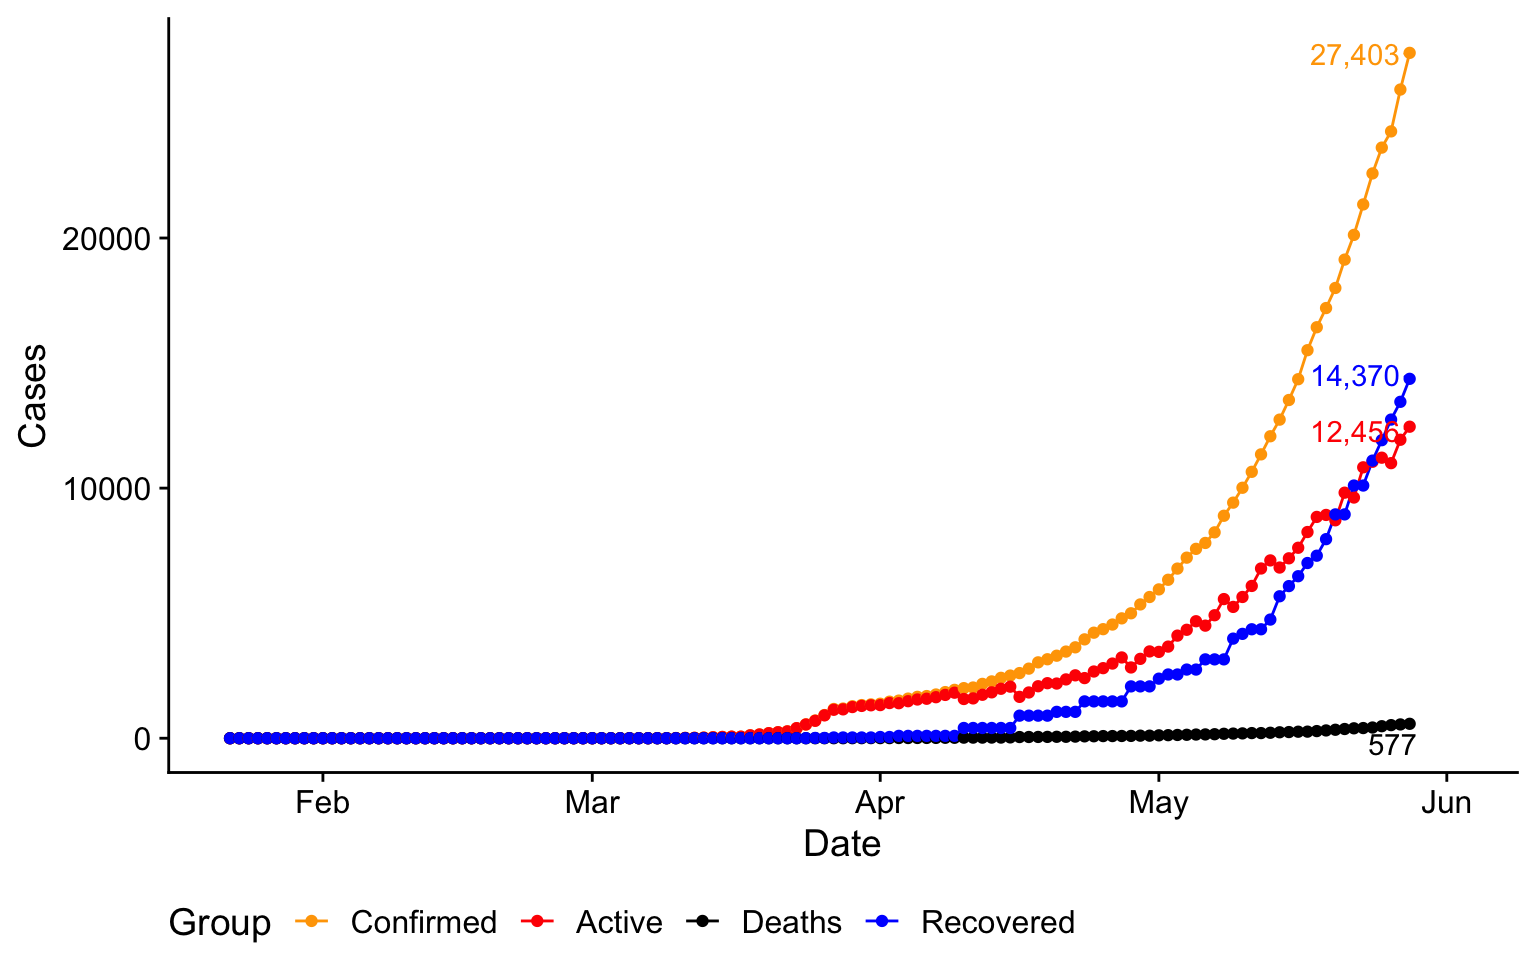 27,403
20000
14,370
12,456
Cases
10000
0
577
Feb Mar Apr May Jun
Date
Group Confirmed Active Deaths Recovered